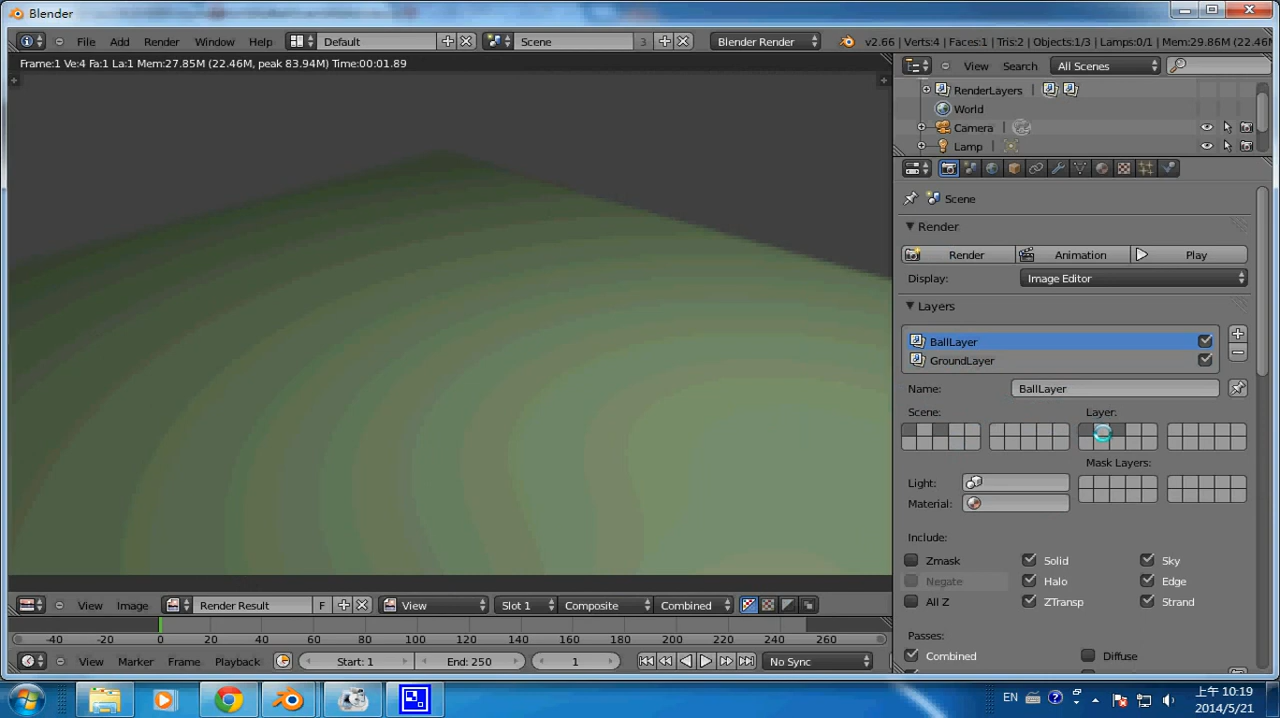 Blender
File Add Render Window Help Default Scene 3 Blender Render v2.66 | Verts:4 | Faces:1 | Tris:2 | Objects:1/3 | Lamps:0/1 | Mem:29.86M (22.46M
Frame:1 Ve:4 Fa:1 La:1 Mem:27.85M (22.46M, peak 83.94M) Time:00:01.89
View Search All Scenes
RenderLayers
World
Camera
Lamp
Scene
Render
Render Animation Play
Display: Image Editor
Layers
BallLayer
GroundLayer
Name: BallLayer
Scene: Layer:
Mask Layers:
Light:
Material:
Include:
Zmask Solid Sky
Negate Halo Edge
All Z ZTransp Strand
Passes:
Combined Diffuse
View Image Render Result F View Slot 1 Composite Combined
-40 -20 0 20 40 60 80 100 120 140 160 180 200 220 240 260
View Marker Frame Playback Start: 1 End: 250 1 No Sync
EN
上午 10:19
2014/5/21